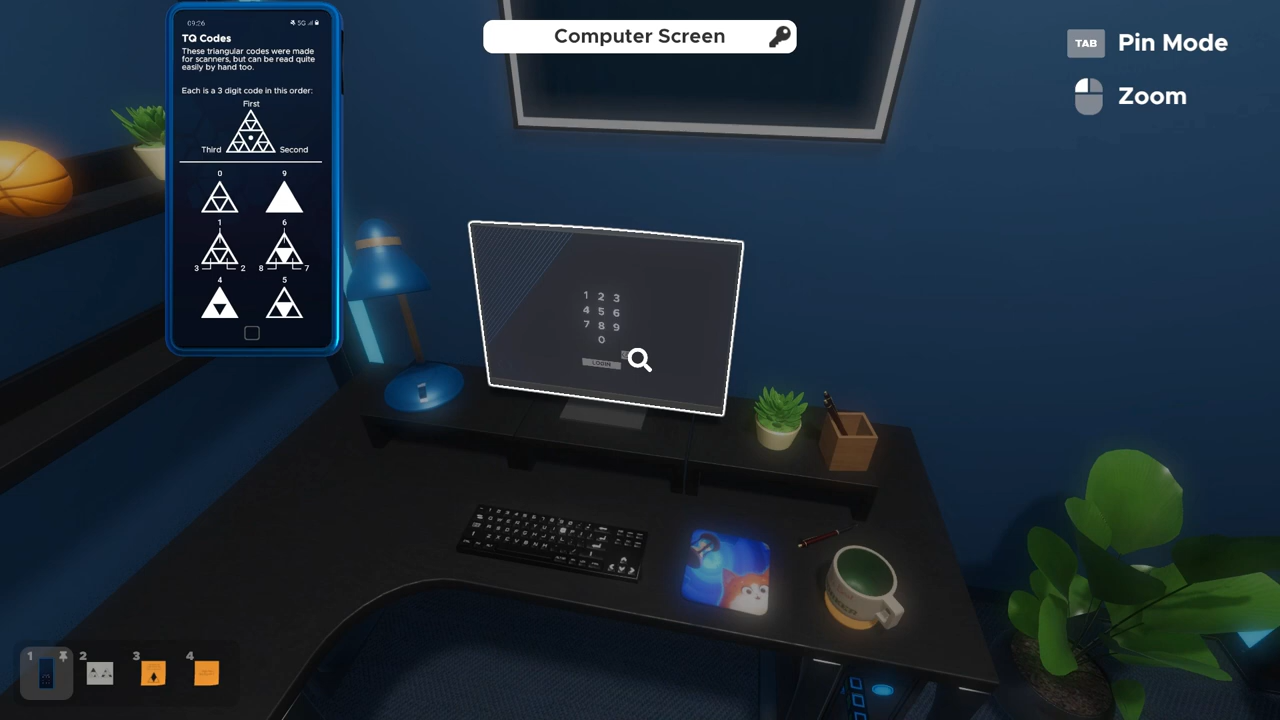 09:26
5G
TQ Codes
These triangular codes were made
for scanners, but can be read quite
easily by hand too.
Each is a 3 digit code in this order:
First
Third Second
0 9
1 6
3 2 8 7
4 5
Computer Screen
TAB Pin Mode
Zoom
1 2 3
4 5 6
7 8 9
0
LOGIN
1 2 3 4